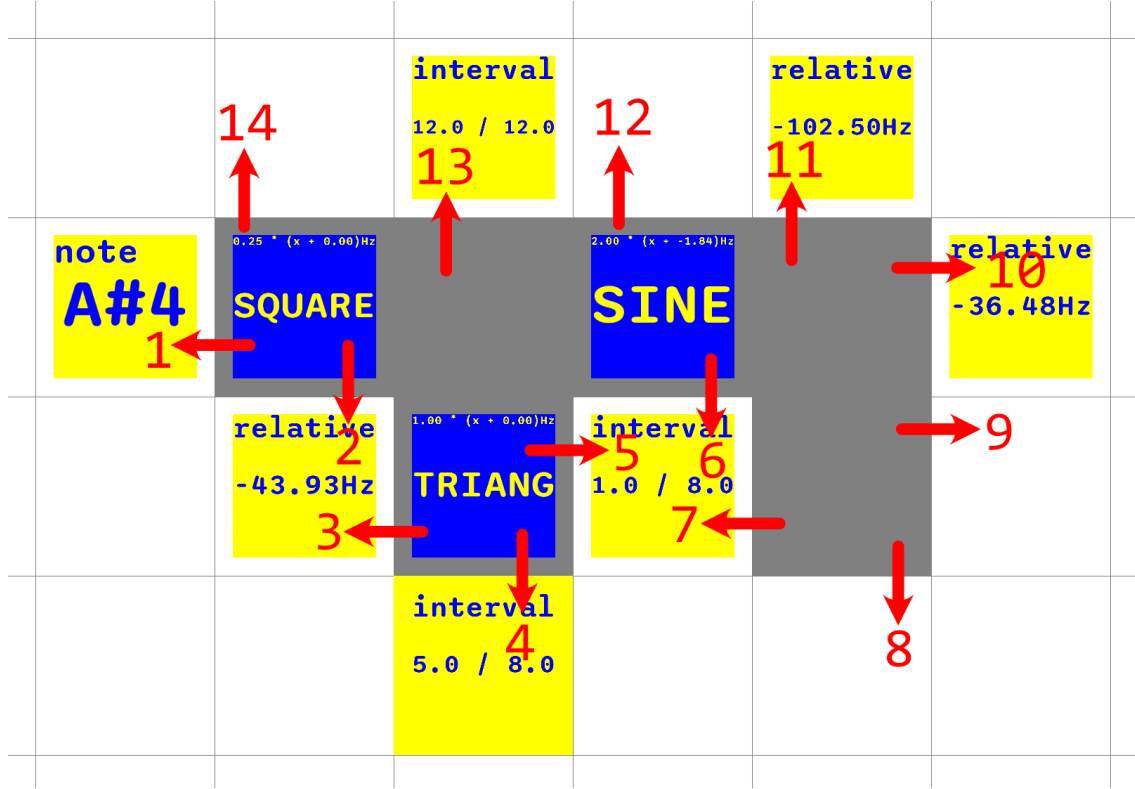 interval
12.0 / 12.0
relative
-102.50Hz
14
13
12
11
note
A#4
1
0.25 * (x + 0.00)Hz
SQUARE
2.00 * (x + -1.84)Hz
SINE
relative
-36.48Hz
10
relative
-43.93Hz
2
3
1.00 * (x + 0.00)Hz
TRIANG
5
interval
1.0 / 8.0
6
7
9
interval
5.0 / 8.0
4
8